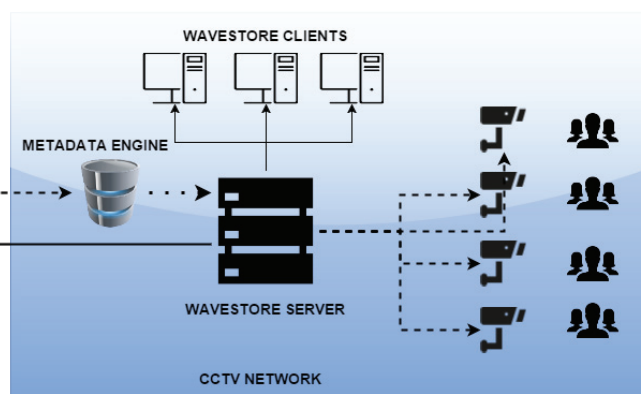 WAVESTORE CLIENTS
METADATA ENGINE
WAVESTORE SERVER
CCTV NETWORK